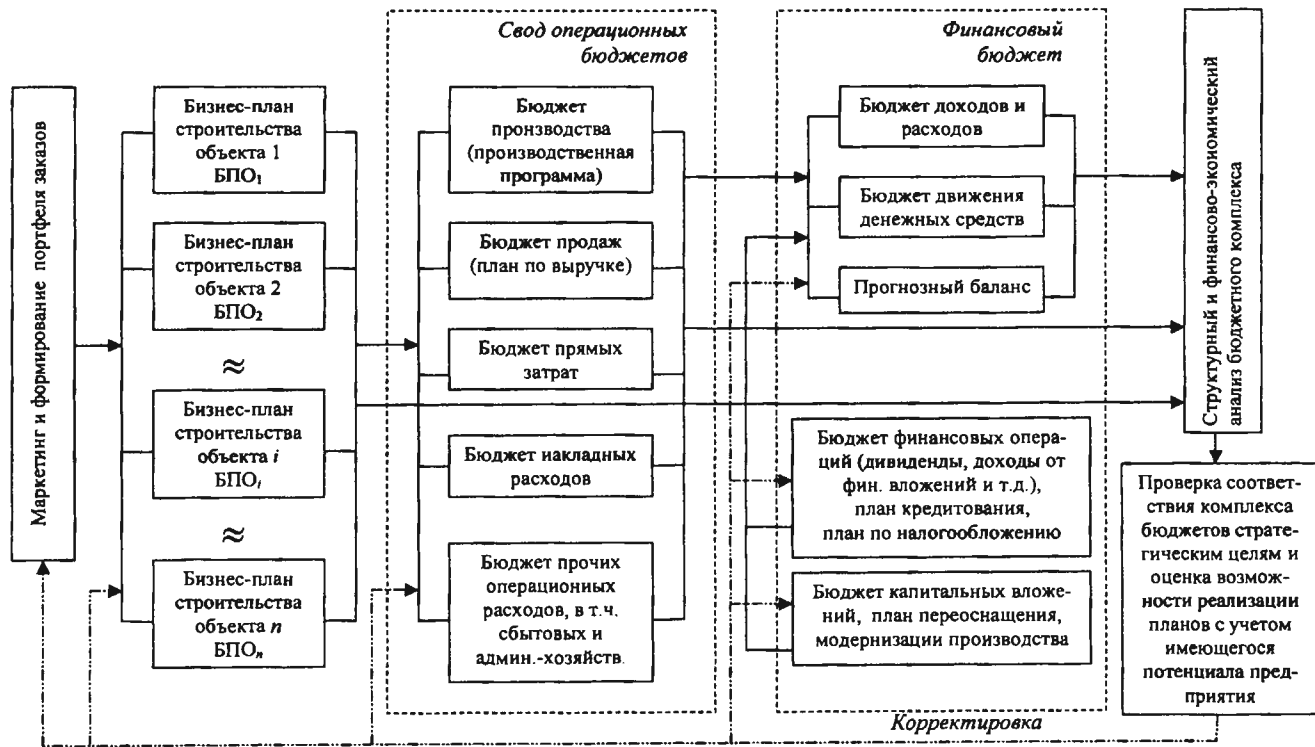 Маркетинг и формирование портфеля заказов
Бизнес-план
строительства
объекта 1
БПО₁
Бизнес-план
строительства
объекта 2
БПО₂
≈
Бизнес-план
строительства
объекта i
БПОᵢ
≈
Бизнес-план
строительства
объекта n
БПОₙ
Свод операционных
бюджетов
Бюджет
производства
(производственная
программа)
Бюджет продаж
(план по выручке)
Бюджет прямых
затрат
Бюджет накладных
расходов
Бюджет прочих
операционных
расходов, в т.ч.
сбытовых и
админ.-хозяйств.
Финансовый
бюджет
Бюджет доходов и
расходов
Бюджет движения
денежных средств
Прогнозный баланс
Бюджет финансовых опера-
ций (дивиденды, доходы от
фин. вложений и т.д.),
план кредитования,
план по налогообложению
Бюджет капитальных вложе-
ний, план переоснащения,
модернизации производства
Корректировка
Структурный и финансово-экономический
анализ бюджетного комплекса
Проверка соответ-
ствия комплекса
бюджетов страте-
гическим целям и
оценка возмож-
ности реализации
планов с учетом
имеющегося
потенциала пред-
приятия